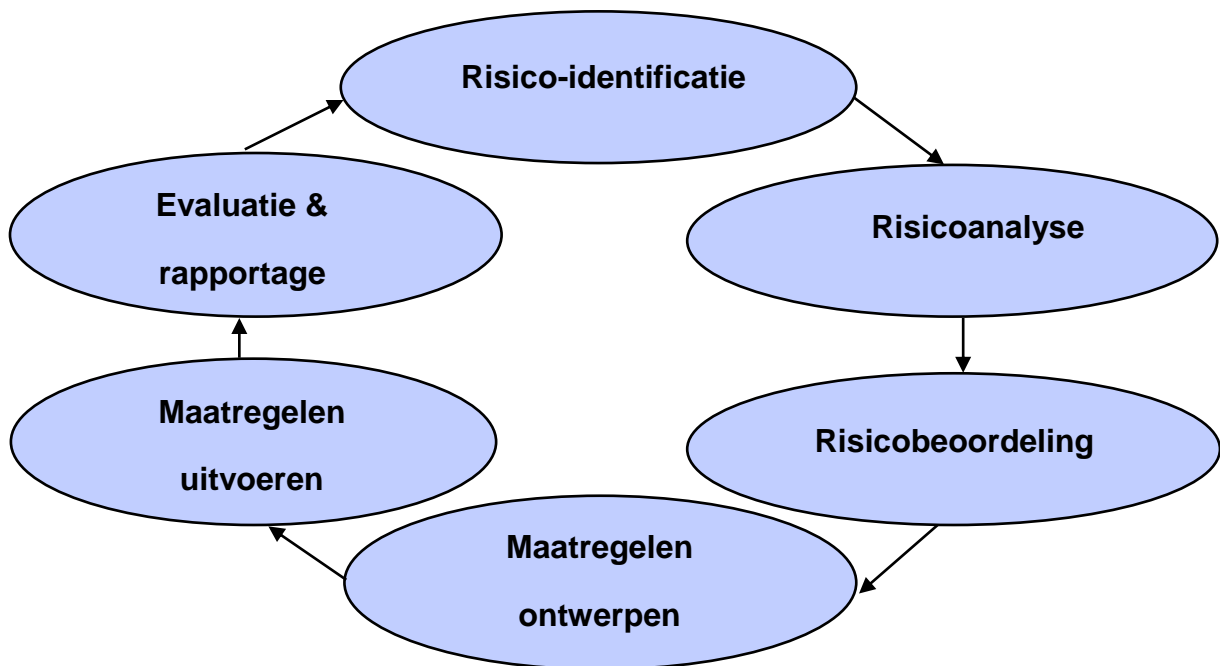 Risico-identificatie
Risicoanalyse
Risicobeoordeling
Maatregelen
ontwerpen
Maatregelen
uitvoeren
Evaluatie &
rapportage